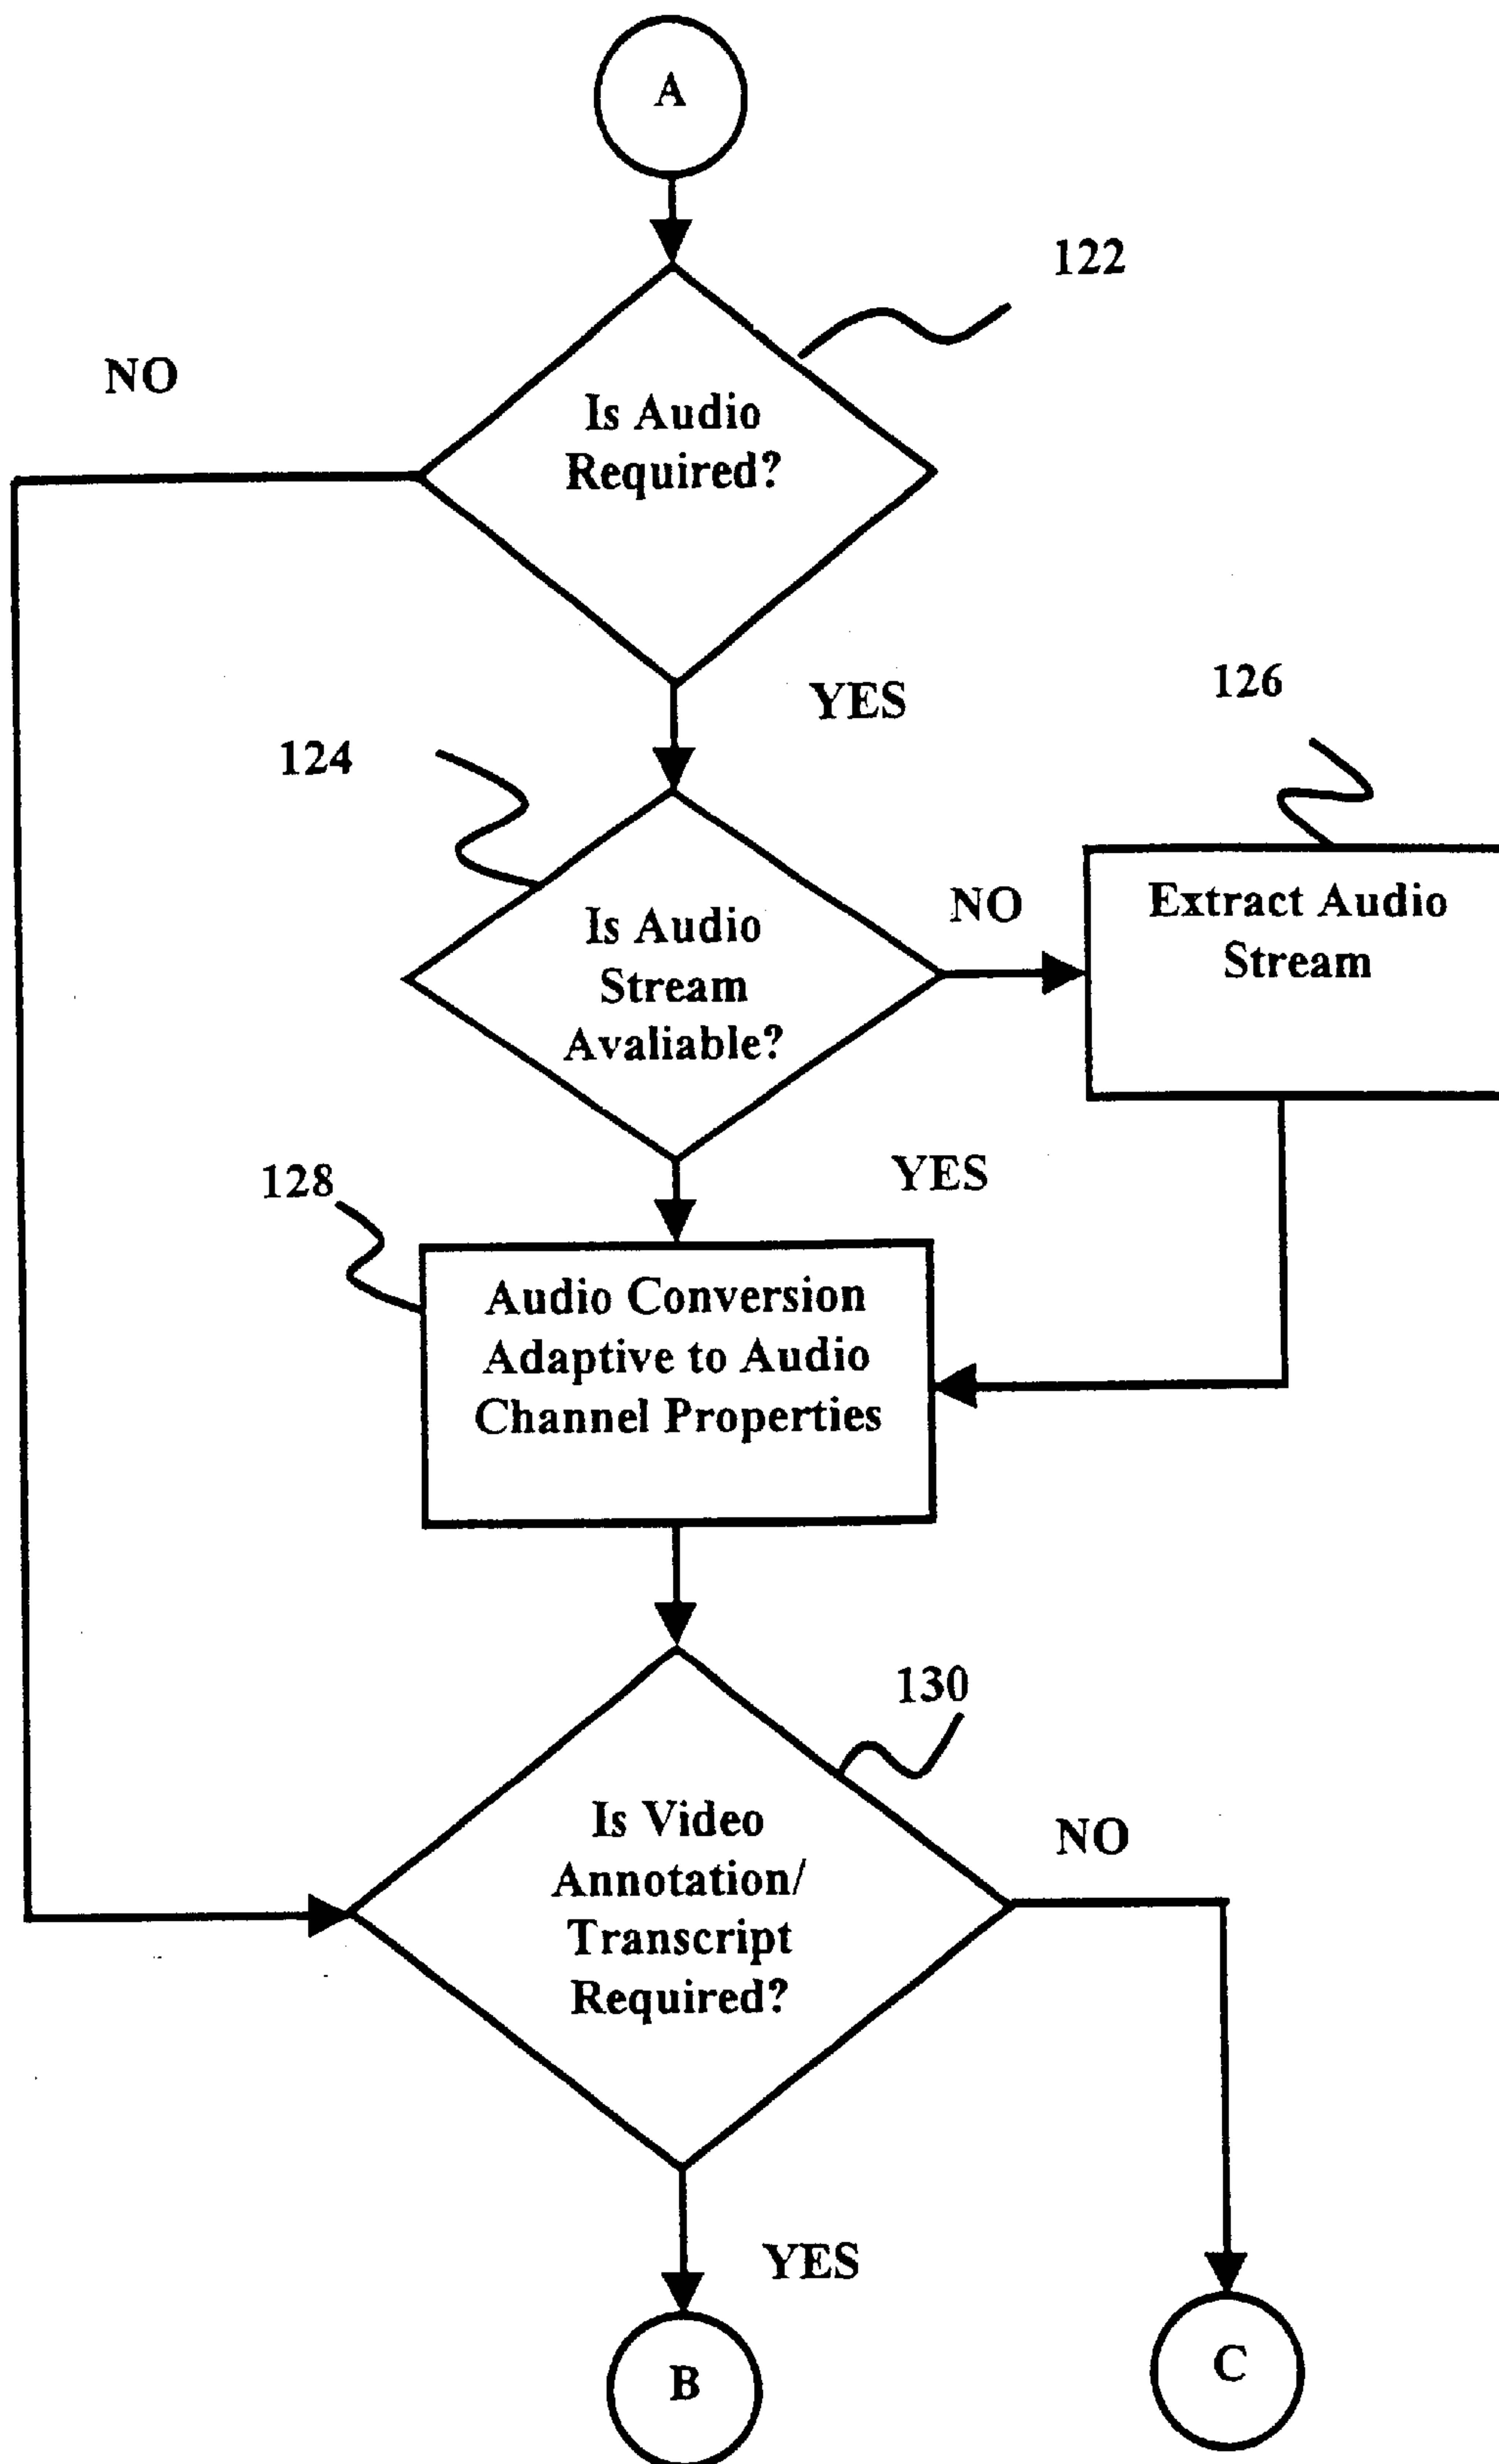 A
122
NO
Is Audio
Required?
YES
126
124
NO
Extract Audio
Stream
Is Audio
Stream
Avaliable?
YES
128
Audio Conversion
Adaptive to Audio
Channel Properties
130
Is Video
Annotation/
Transcript
Required?
NO
YES
B
C